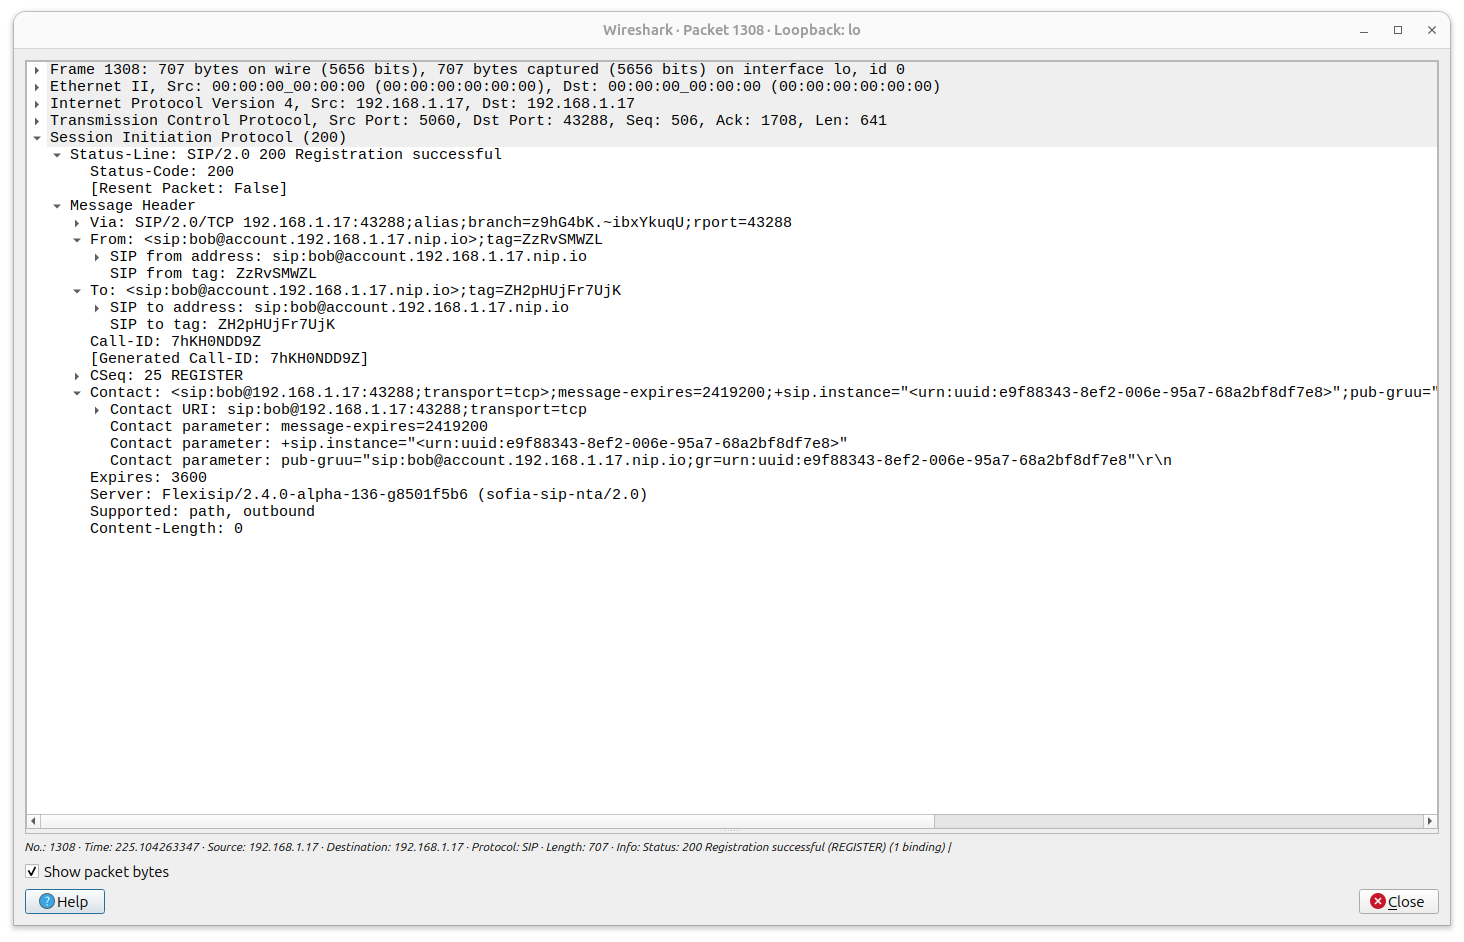 Wireshark · Packet 1308 · Loopback: lo
Frame 1308: 707 bytes on wire (5656 bits), 707 bytes captured (5656 bits) on interface lo, id 0
Ethernet II, Src: 00:00:00_00:00:00 (00:00:00:00:00:00), Dst: 00:00:00_00:00:00 (00:00:00:00:00:00)
Internet Protocol Version 4, Src: 192.168.1.17, Dst: 192.168.1.17
Transmission Control Protocol, Src Port: 5060, Dst Port: 43288, Seq: 506, Ack: 1708, Len: 641
Session Initiation Protocol (200)
Status-Line: SIP/2.0 200 Registration successful
Status-Code: 200
[Resent Packet: False]
Message Header
Via: SIP/2.0/TCP 192.168.1.17:43288;alias;branch=z9hG4bK.~ibxYkuqU;rport=43288
From: <sip:bob@account.192.168.1.17.nip.io>;tag=ZzRvSMWZL
SIP from address: sip:bob@account.192.168.1.17.nip.io
SIP from tag: ZzRvSMWZL
To: <sip:bob@account.192.168.1.17.nip.io>;tag=ZH2pHUjFr7UjK
SIP to address: sip:bob@account.192.168.1.17.nip.io
SIP to tag: ZH2pHUjFr7UjK
Call-ID: 7hKH0NDD9Z
[Generated Call-ID: 7hKH0NDD9Z]
CSeq: 25 REGISTER
Contact: <sip:bob@192.168.1.17:43288;transport=tcp>;message-expires=2419200;+sip.instance="<urn:uuid:e9f88343-8ef2-006e-95a7-68a2bf8df7e8>";pub-gruu="
Contact URI: sip:bob@192.168.1.17:43288;transport=tcp
Contact parameter: message-expires=2419200
Contact parameter: +sip.instance="<urn:uuid:e9f88343-8ef2-006e-95a7-68a2bf8df7e8>"
Contact parameter: pub-gruu="sip:bob@account.192.168.1.17.nip.io;gr=urn:uuid:e9f88343-8ef2-006e-95a7-68a2bf8df7e8"\r\n
Expires: 3600
Server: Flexisip/2.4.0-alpha-136-g8501f5b6 (sofia-sip-nta/2.0)
Supported: path, outbound
Content-Length: 0
No.: 1308 · Time: 225.104263347 · Source: 192.168.1.17 · Destination: 192.168.1.17 · Protocol: SIP · Length: 707 · Info: Status: 200 Registration successful (REGISTER) (1 binding) |
Show packet bytes
Help
Close